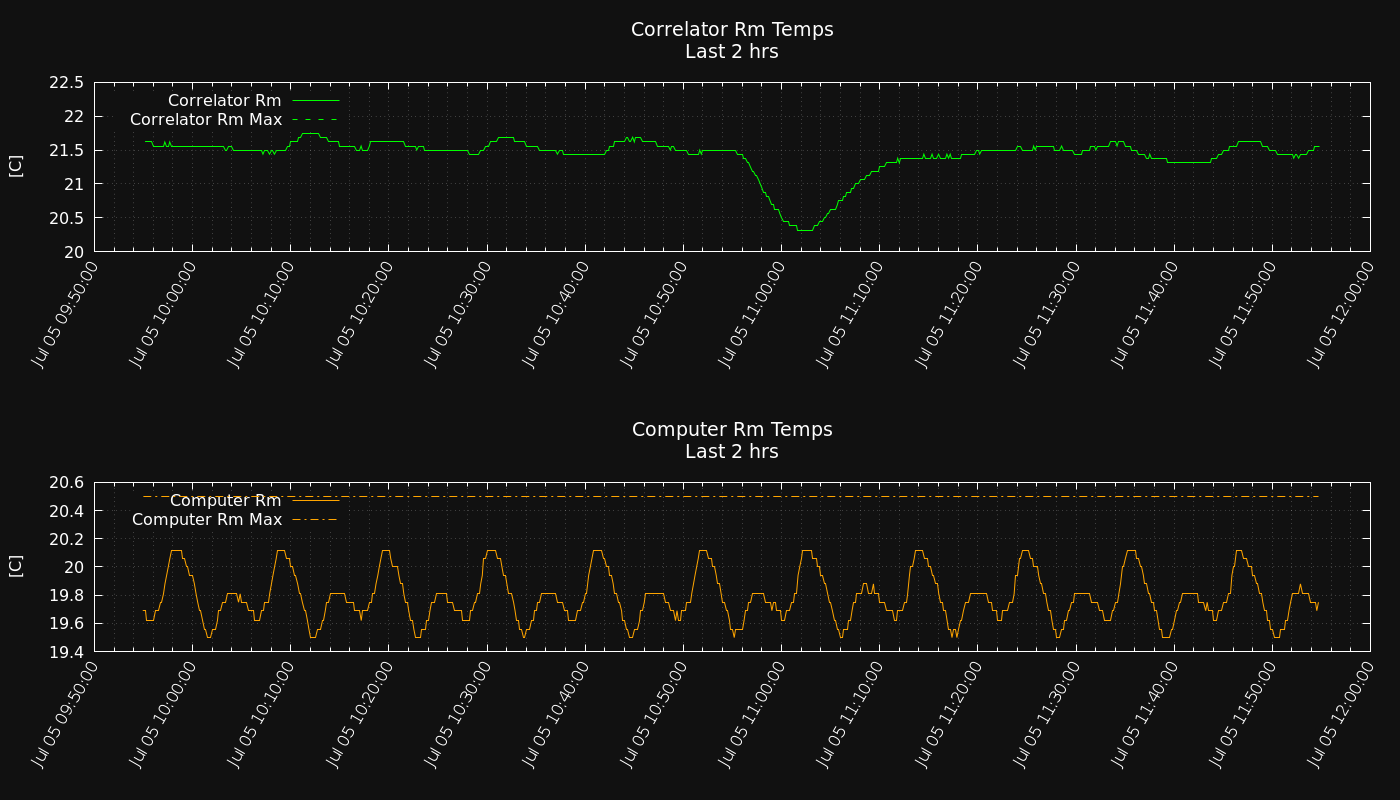 Correlator Rm Temps
Last 2 hrs
22.5
22
21.5
21
20.5
20
[C]
Correlator Rm
Correlator Rm Max
Jul 05 09:50:00
Jul 05 10:00:00
Jul 05 10:10:00
Jul 05 10:20:00
Jul 05 10:30:00
Jul 05 10:40:00
Jul 05 10:50:00
Jul 05 11:00:00
Jul 05 11:10:00
Jul 05 11:20:00
Jul 05 11:30:00
Jul 05 11:40:00
Jul 05 11:50:00
Jul 05 12:00:00
Computer Rm Temps
Last 2 hrs
20.6
20.4
20.2
20
19.8
19.6
19.4
[C]
Computer Rm
Computer Rm Max
Jul 05 09:50:00
Jul 05 10:00:00
Jul 05 10:10:00
Jul 05 10:20:00
Jul 05 10:30:00
Jul 05 10:40:00
Jul 05 10:50:00
Jul 05 11:00:00
Jul 05 11:10:00
Jul 05 11:20:00
Jul 05 11:30:00
Jul 05 11:40:00
Jul 05 11:50:00
Jul 05 12:00:00